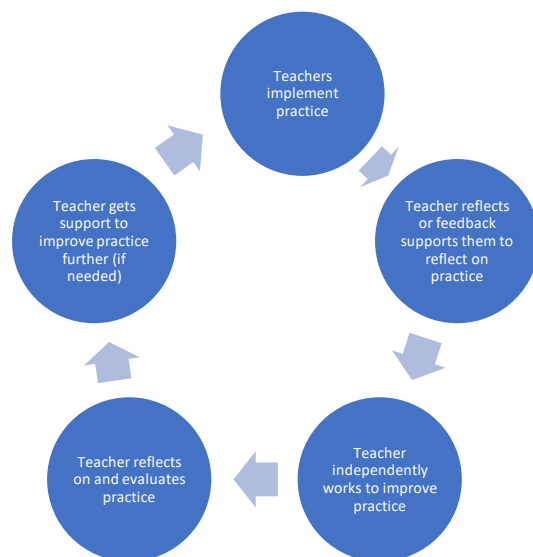 Teachers
implement
practice
Teacher reflects
or feedback
supports them to
reflect on
practice
Teacher
independently
works to improve
practice
Teacher reflects
on and evaluates
practice
Teacher gets
support to
improve practice
further (if
needed)